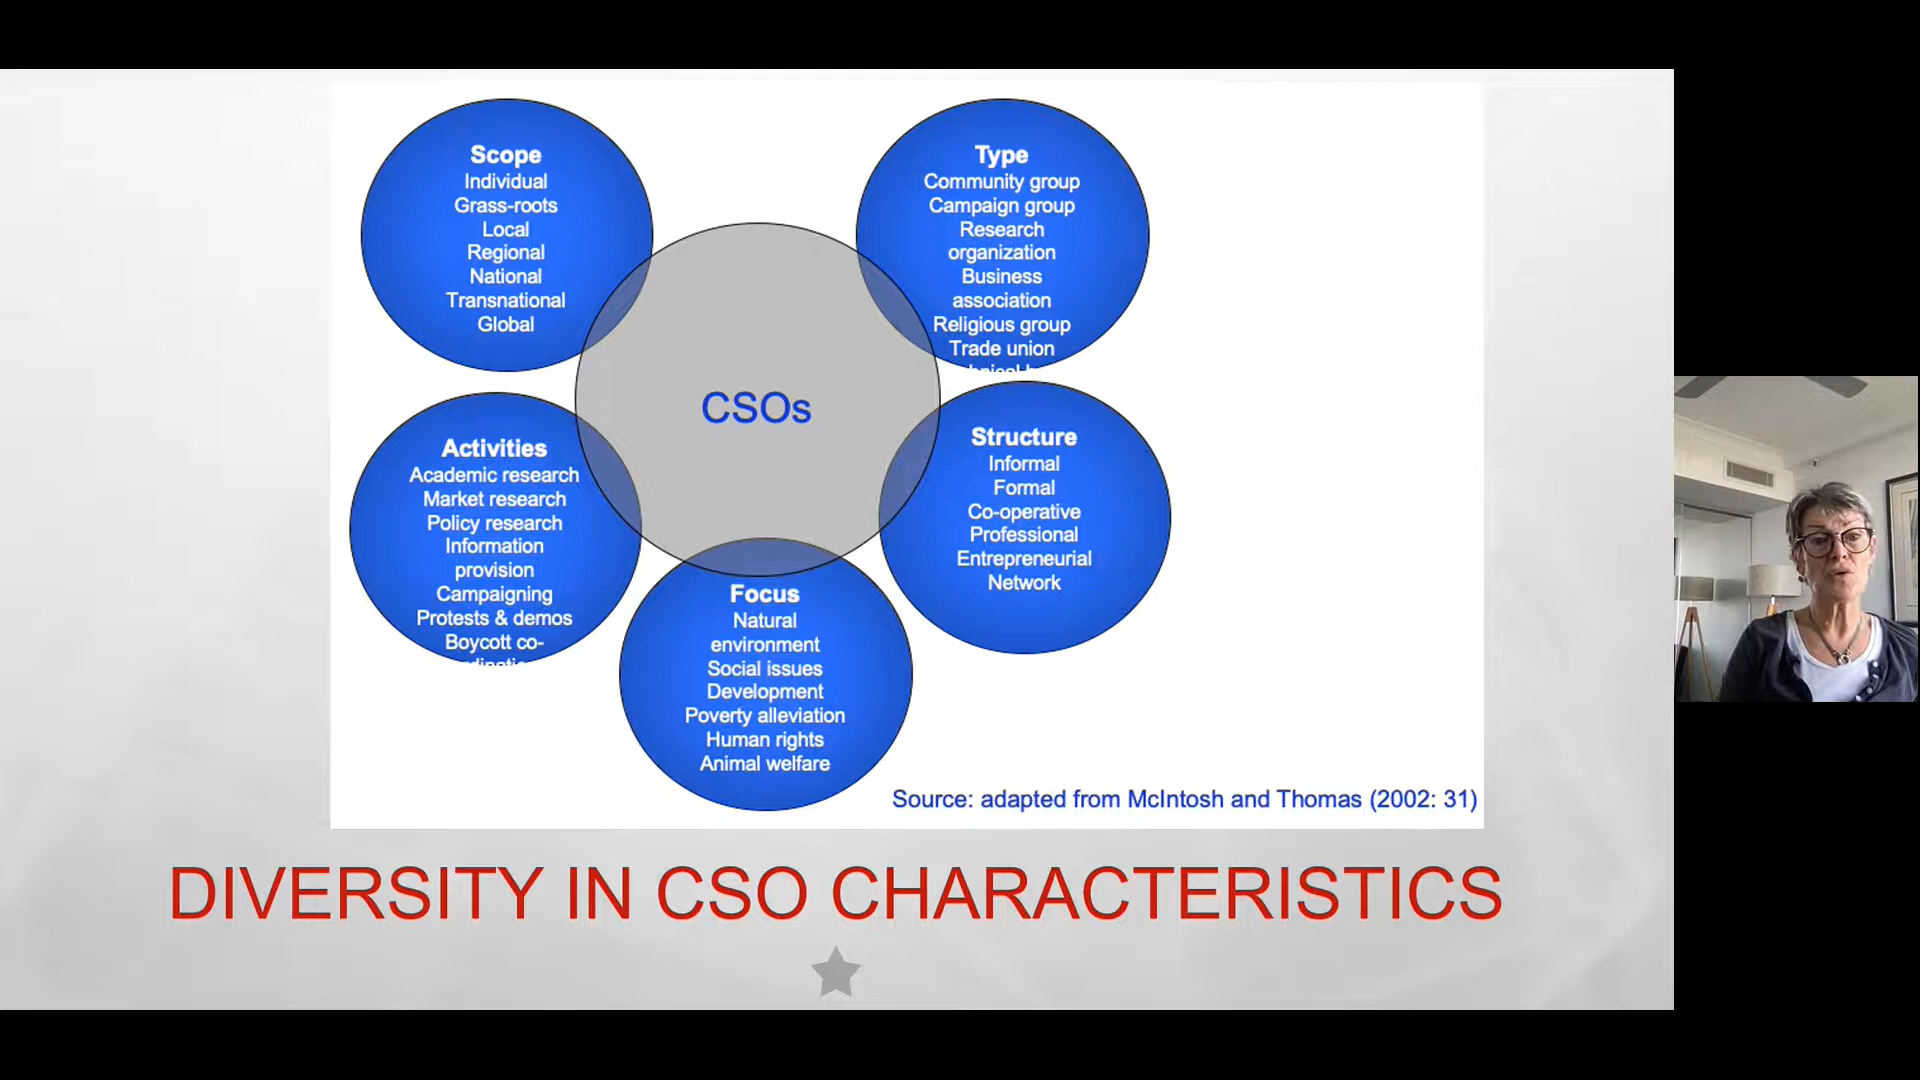 Scope
Individual
Grass-roots
Local
Regional
National
Transnational
Global
Type
Community group
Campaign group
Research
organization
Business
association
Religious group
Trade union
CSOs
Activities
Academic research
Market research
Policy research
Information
provision
Campaigning
Protests & demos
Boycott co-
Structure
Informal
Formal
Co-operative
Professional
Entrepreneurial
Network
Focus
Natural
environment
Social issues
Development
Poverty alleviation
Human rights
Animal welfare
Source: adapted from McIntosh and Thomas (2002: 31)
DIVERSITY IN CSO CHARACTERISTICS